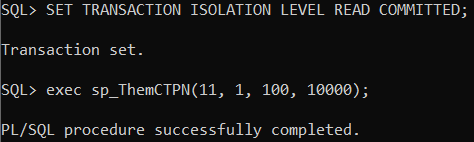 SQL> SET TRANSACTION ISOLATION LEVEL READ COMMITTED;
Transaction set.
SQL> exec sp_ThemCTPN(11, 1, 100, 10000);
PL/SQL procedure successfully completed.